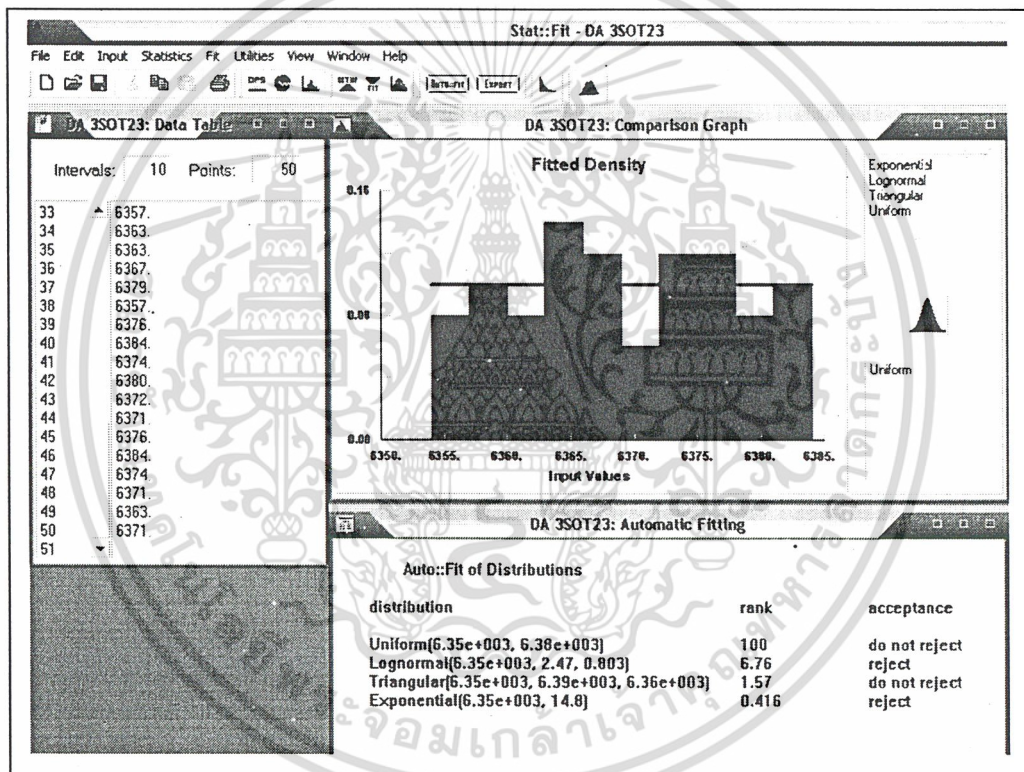 Stat::Fit - DA 3SOT23
File Edit Input Statistics Fit Utilities View Window Help
AUTO::FIT EXPORT
DA 3SOT23: Data Table
Intervals: 10 Points: 50
33 6357.
34 6363.
35 6363.
36 6367.
37 6379.
38 6357.
39 6376.
40 6384.
41 6374
42 6380.
43 6372.
44 6371
45 6376.
46 6384.
47 6374
48 6371.
49 6363.
50 6371
51
DA 3SOT23: Comparison Graph
Fitted Density
0.00
6350. 6355. 6360. 6365. 6370. 6375. 6380. 6385.
Input Values
Exponential
Lognormal
Triangular
Uniform
Uniform
DA 3SOT23: Automatic Fitting
Auto::Fit of Distributions
distribution rank acceptance
Uniform(6.35e+003, 6.38e+003) 100 do not reject
Lognormal(6.35e+003, 2.47, 0.803) 6.76 reject
Triangular(6.35e+003, 6.39e+003, 6.36e+003) 1.57 do not reject
Exponential(6.35e+003, 14.8) 0.416 reject